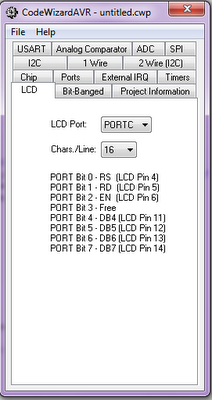 CodeWizardAVR - untitled.cwp
File Help
USART Analog Comparator ADC SPI
I2C 1 Wire 2 Wire (I2C)
Chip Ports External IRQ Timers
LCD Bit-Banged Project Information
LCD Port: PORTC
Chars./Line: 16
PORT Bit 0 - RS (LCD Pin 4)
PORT Bit 1 - RD (LCD Pin 5)
PORT Bit 2 - EN (LCD Pin 6)
PORT Bit 3 - Free
PORT Bit 4 - DB4 (LCD Pin 11)
PORT Bit 5 - DB5 (LCD Pin 12)
PORT Bit 6 - DB6 (LCD Pin 13)
PORT Bit 7 - DB7 (LCD Pin 14)